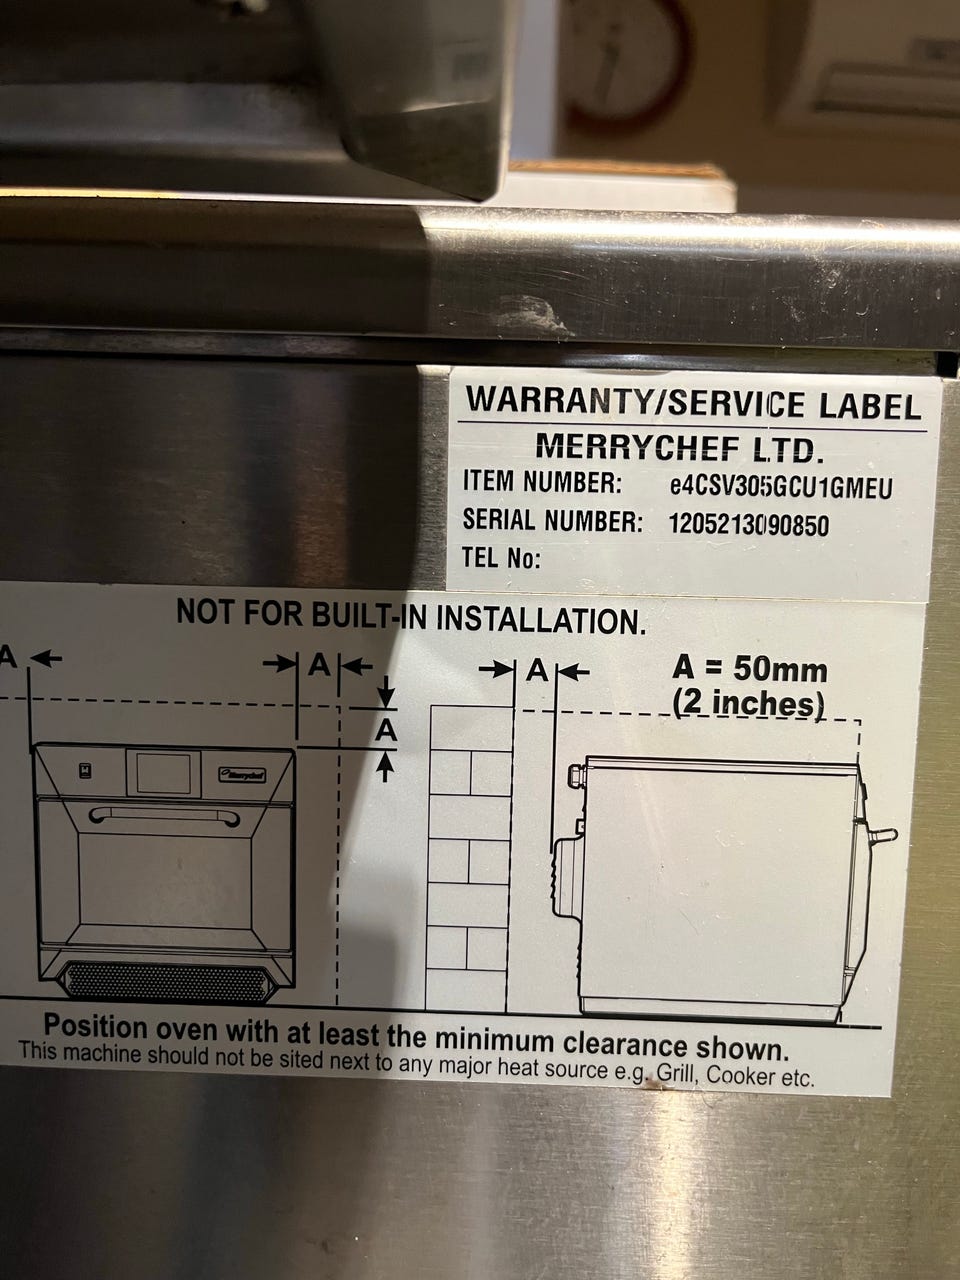 WARRANTY/SERVICE LABEL
MERRYCHEF LTD.
ITEM NUMBER: e4CSV305GCU1GMEU
SERIAL NUMBER: 1205213090850
TEL No:
NOT FOR BUILT-IN INSTALLATION.
A A A A = 50mm
(2 inches)
A
Merrychef
Position oven with at least the minimum clearance shown.
This machine should not be sited next to any major heat source e.g. Grill, Cooker etc.